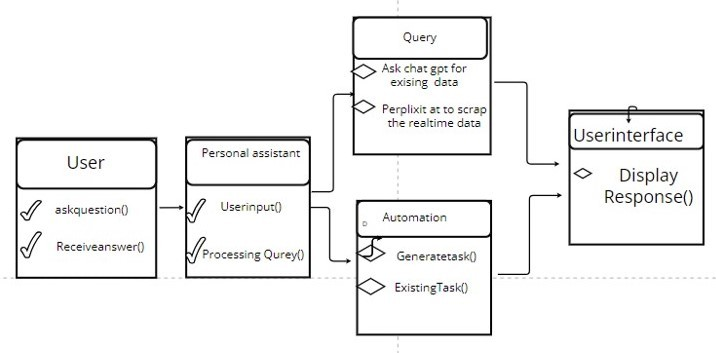 User
askquestion()
Receiveanswer()
Personal assistant
Userinput()
Processing Qurey()
Query
Ask chat gpt for
exising data
Perplixit at to scrap
the realtime data
Automation
Generatetask()
ExistingTask()
Userinterface
Display
Response()